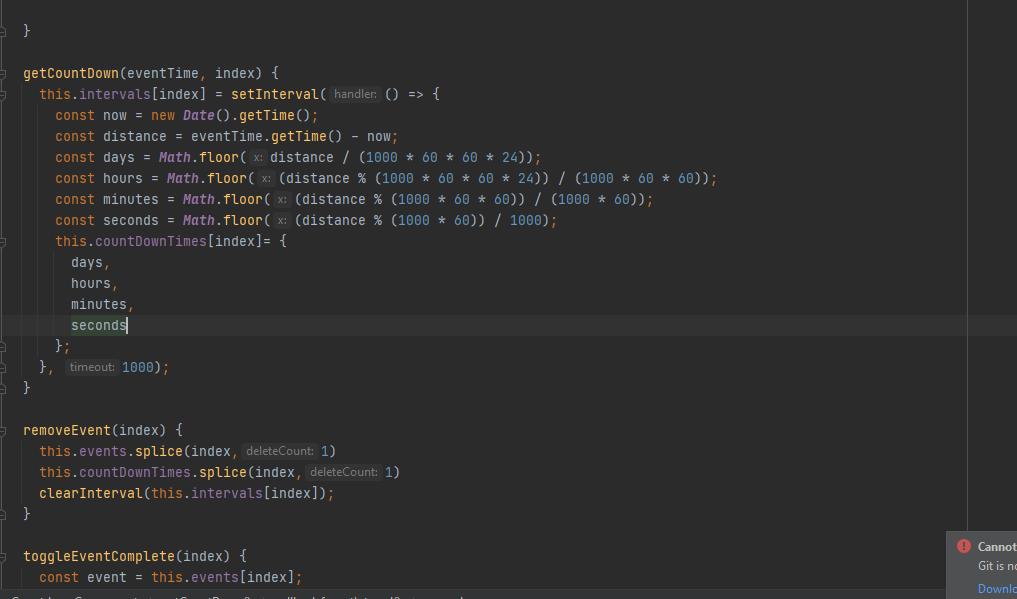 }
getCountDown(eventTime, index) {
this.intervals[index] = setInterval( handler: () => {
const now = new Date().getTime();
const distance = eventTime.getTime() - now;
const days = Math.floor( x: distance / (1000 * 60 * 60 * 24));
const hours = Math.floor( x: (distance % (1000 * 60 * 60 * 24)) / (1000 * 60 * 60));
const minutes = Math.floor( x: (distance % (1000 * 60 * 60)) / (1000 * 60));
const seconds = Math.floor( x: (distance % (1000 * 60)) / 1000);
this.countDownTimes[index]= {
days,
hours,
minutes,
seconds
};
}, timeout: 1000);
}
removeEvent(index) {
this.events.splice(index, deleteCount: 1)
this.countDownTimes.splice(index, deleteCount: 1)
clearInterval(this.intervals[index]);
}
toggleEventComplete(index) {
const event = this.events[index];
Cannot
Git is